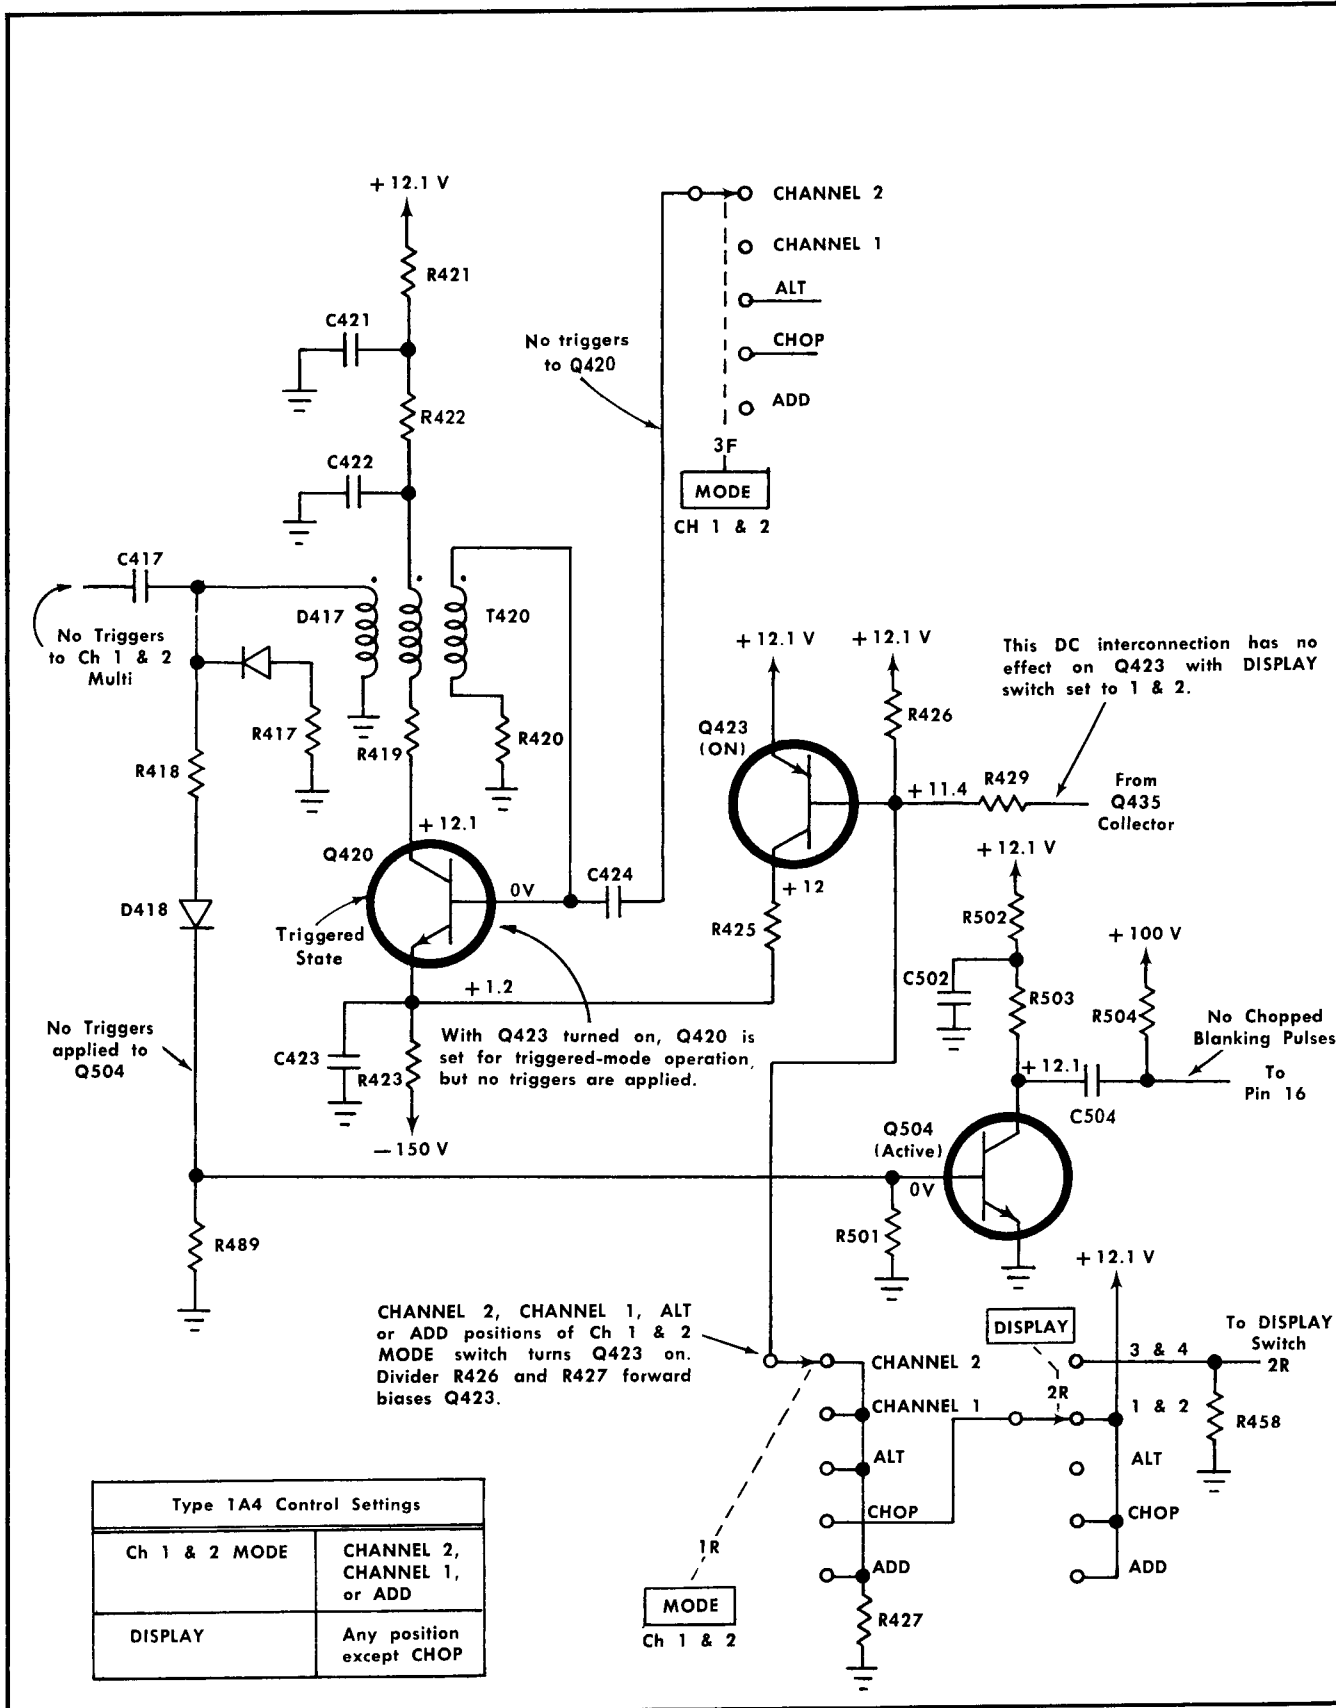 +12.1 V
CHANNEL 2
CHANNEL 1
ALT
CHOP
ADD
3F
MODE
CH 1 & 2
R421
C421
No triggers
to Q420
R422
C422
C417
D417
T420
No Triggers
to Ch 1 & 2
Multi
R417
R418
R419
R420
+12.1 V
+12.1 V
This DC interconnection has no
effect on Q423 with DISPLAY
switch set to 1 & 2.
R426
Q423
(ON)
+11.4
R429
From
Q435
Collector
+12.1
Q420
0V
C424
+12
+12.1 V
D418
Triggered
State
R425
R502
+100 V
C502
R503
R504
+1.2
No Triggers
applied to
Q504
C423
R423
With Q423 turned on, Q420 is
set for triggered-mode operation,
but no triggers are applied.
No Chopped
Blanking Pulses
+12.1
C504
To
Pin 16
−150 V
Q504
(Active)
0V
R501
R489
+12.1 V
CHANNEL 2, CHANNEL 1, ALT
or ADD positions of Ch 1 & 2
MODE switch turns Q423 on.
Divider R426 and R427 forward
biases Q423.
DISPLAY
To DISPLAY
Switch
2R
CHANNEL 2
CHANNEL 1
ALT
CHOP
ADD
2R
3 & 4
1 & 2
ALT
CHOP
ADD
R458
1R
MODE
Ch 1 & 2
R427
Type 1A4 Control Settings
Ch 1 & 2 MODE
CHANNEL 2,
CHANNEL 1,
or ADD
DISPLAY
Any position
except CHOP